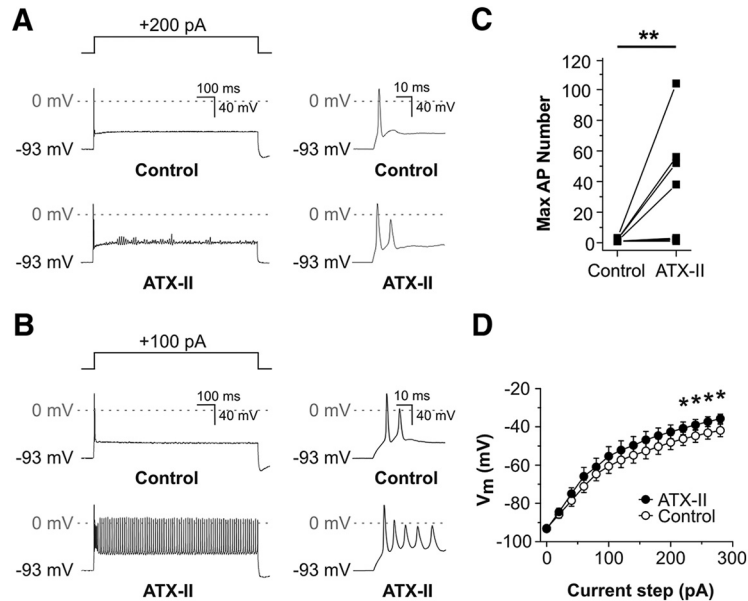 A
+200 pA
100 ms
40 mV
0 mV
-93 mV
Control
10 ms
40 mV
0 mV
-93 mV
Control
0 mV
-93 mV
ATX-II
0 mV
-93 mV
ATX-II
B
+100 pA
100 ms
40 mV
0 mV
-93 mV
Control
10 ms
40 mV
0 mV
-93 mV
Control
0 mV
-93 mV
ATX-II
0 mV
-93 mV
ATX-II
C
**
Max AP Number
120
100
80
60
40
20
0
Control ATX-II
D
****
Vm (mV)
-20
-40
-60
-80
-100
ATX-II
Control
0 100 200 300
Current step (pA)